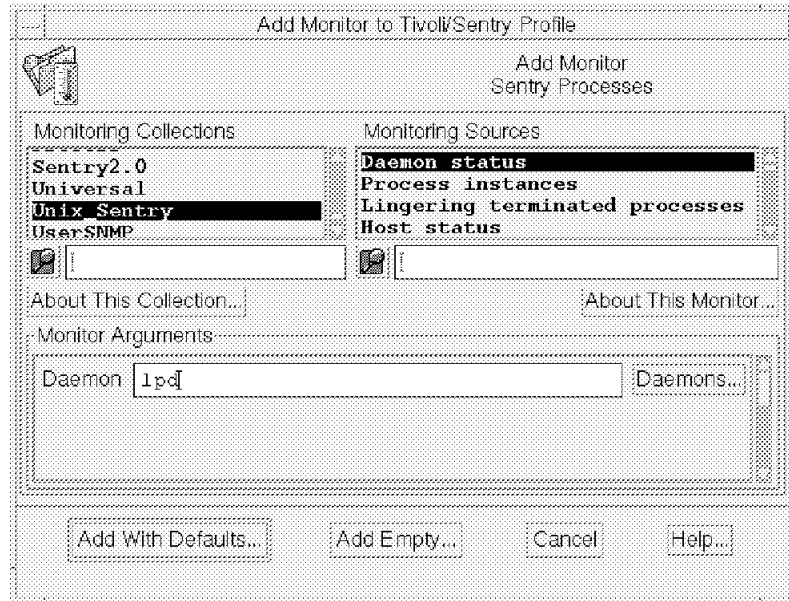 Add Monitor to Tivoli/Sentry Profile
Add Monitor
Sentry Processes
Monitoring Collections
Monitoring Sources
Sentry2.0
Universal
Unix_Sentry
UserSNMP
Daemon status
Process instances
Lingering terminated processes
Host status
About This Collection...
About This Monitor...
Monitor Arguments
Daemon
lpd
Daemons...
Add With Defaults...
Add Empty...
Cancel
Help...